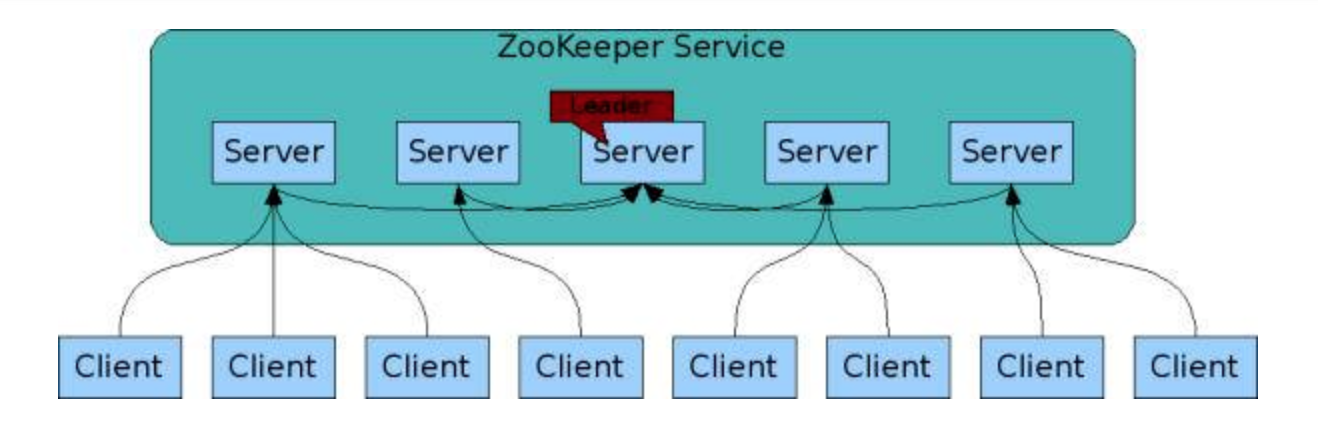 ZooKeeper Service
Leader
Server
Server
Server
Server
Server
Client
Client
Client
Client
Client
Client
Client
Client